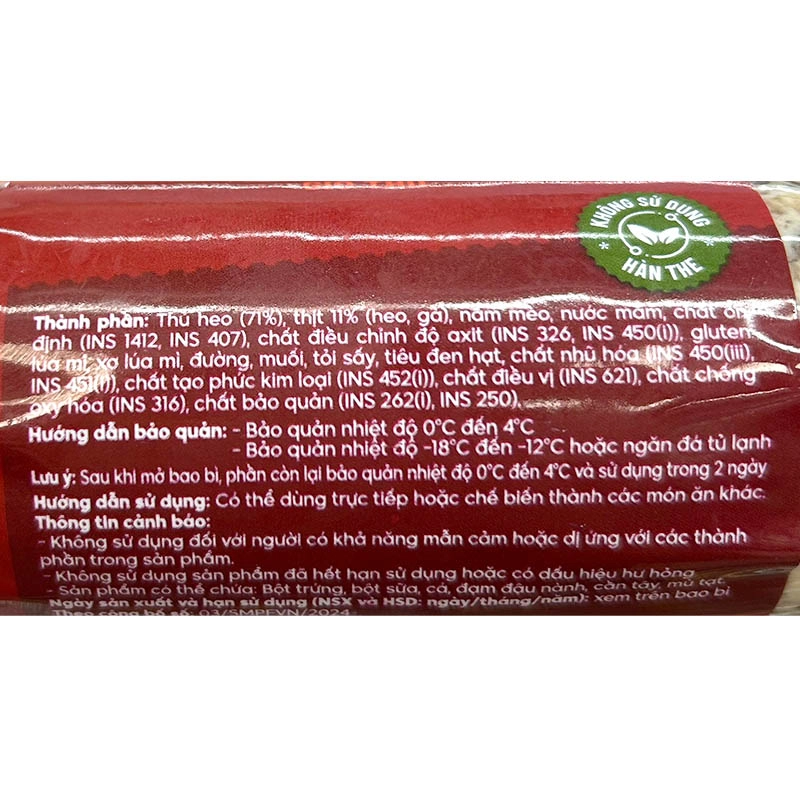 KHÔNG SỬ DỤNG
HÀN THE
Thành phần: Thủ heo (71%), thịt 11% (heo, gà), nấm mèo, nước mắm, chất ổn
định (INS 1412, INS 407), chất điều chỉnh độ axit (INS 326, INS 450(i)), gluten
lúa mì, xơ lúa mì, đường, muối, tỏi sấy, tiêu đen hạt, chất nhũ hóa (INS 450(iii),
INS 451(i)), chất tạo phức kim loại (INS 452(i)), chất điều vị (INS 621), chất chống
oxy hóa (INS 316), chất bảo quản (INS 262(i), INS 250).
Hướng dẫn bảo quản: - Bảo quản nhiệt độ 0°C đến 4°C
- Bảo quản nhiệt độ -18°C đến -12°C hoặc ngăn đá tủ lạnh
Lưu ý: Sau khi mở bao bì, phần còn lại bảo quản nhiệt độ 0°C đến 4°C và sử dụng trong 2 ngày
Hướng dẫn sử dụng: Có thể dùng trực tiếp hoặc chế biến thành các món ăn khác.
Thông tin cảnh báo:
- Không sử dụng đối với người có khả năng mẫn cảm hoặc dị ứng với các thành
phần trong sản phẩm.
- Không sử dụng sản phẩm đã hết hạn sử dụng hoặc có dấu hiệu hư hỏng
- Sản phẩm có thể chứa: Bột trứng, bột sữa, cá, đạm đậu nành, cần tây, mù tạt.
Ngày sản xuất và hạn sử dụng (NSX và HSD: ngày/tháng/năm): xem trên bao bì
Theo công bố số: 03/SMPFVN/2024